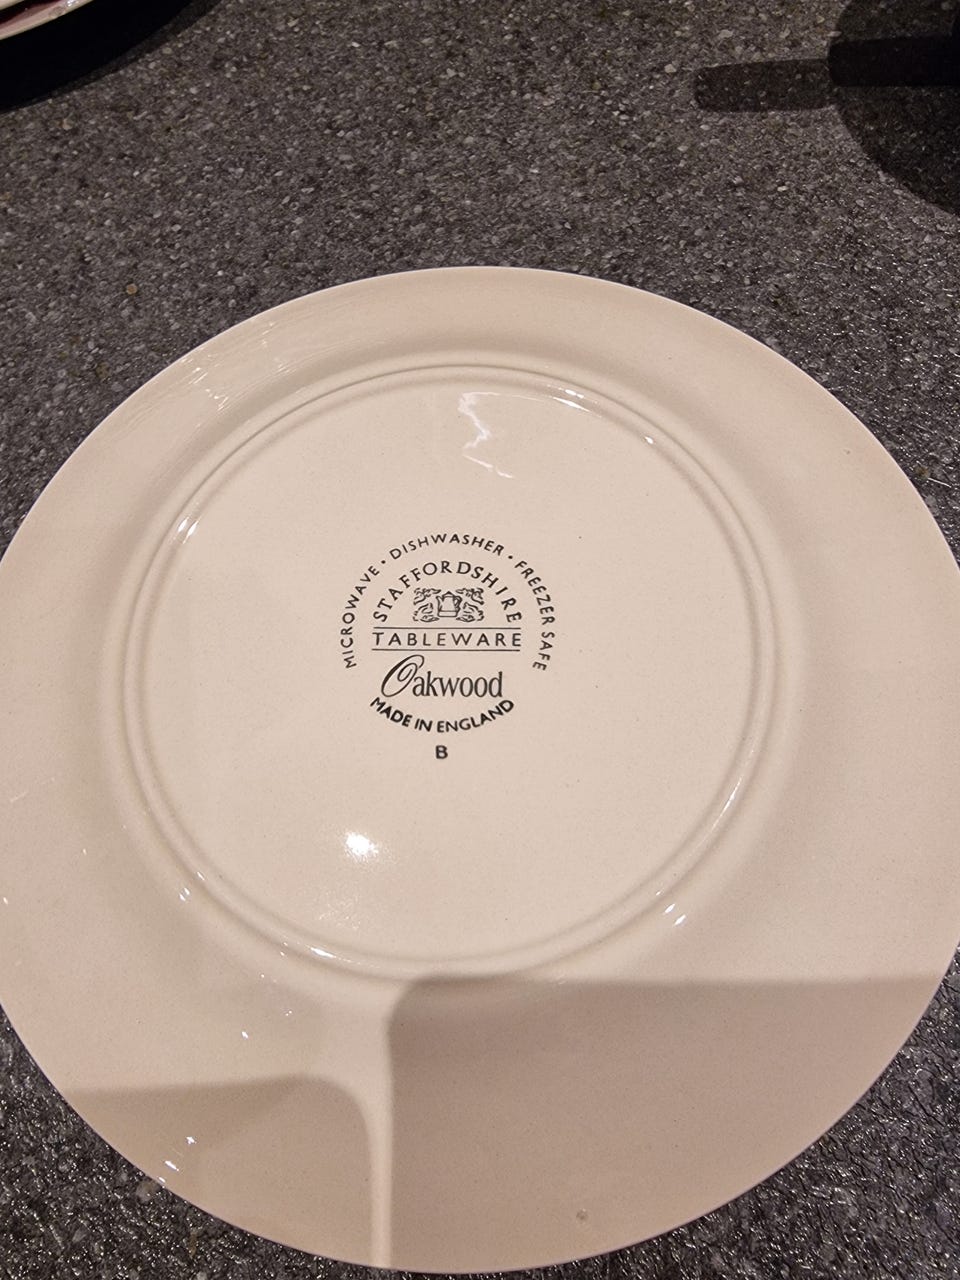 MICROWAVE • DISHWASHER • FREEZER SAFE
STAFFORDSHIRE
TABLEWARE
Oakwood
MADE IN ENGLAND
B